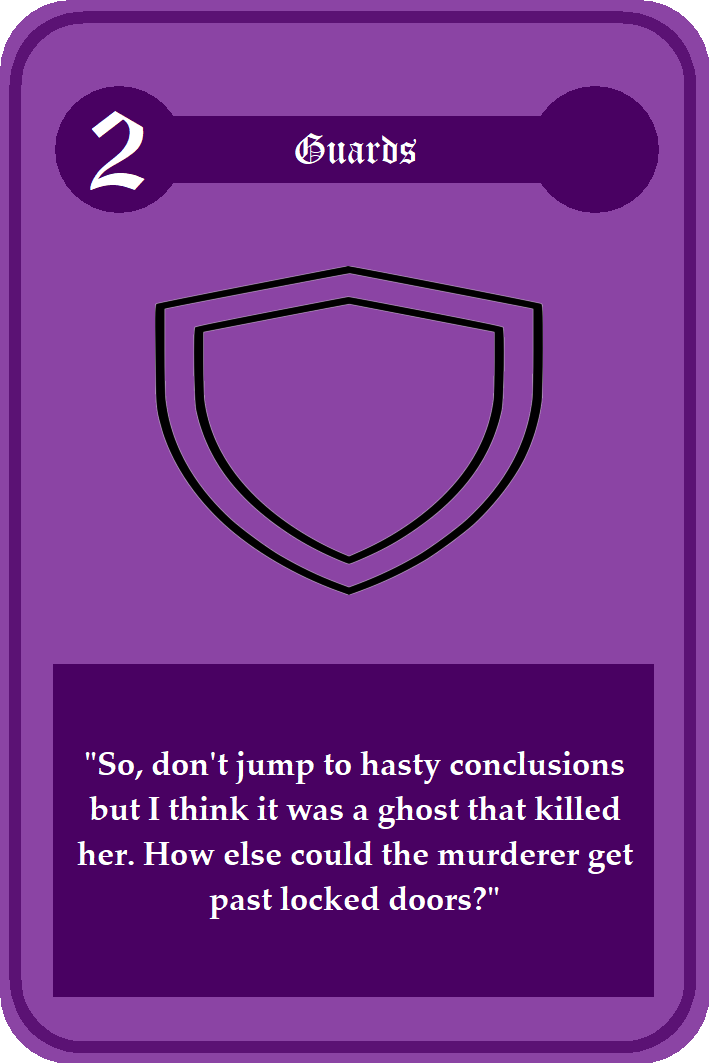 2
Guards
"So, don't jump to hasty conclusions
but I think it was a ghost that killed
her. How else could the murderer get
past locked doors?"